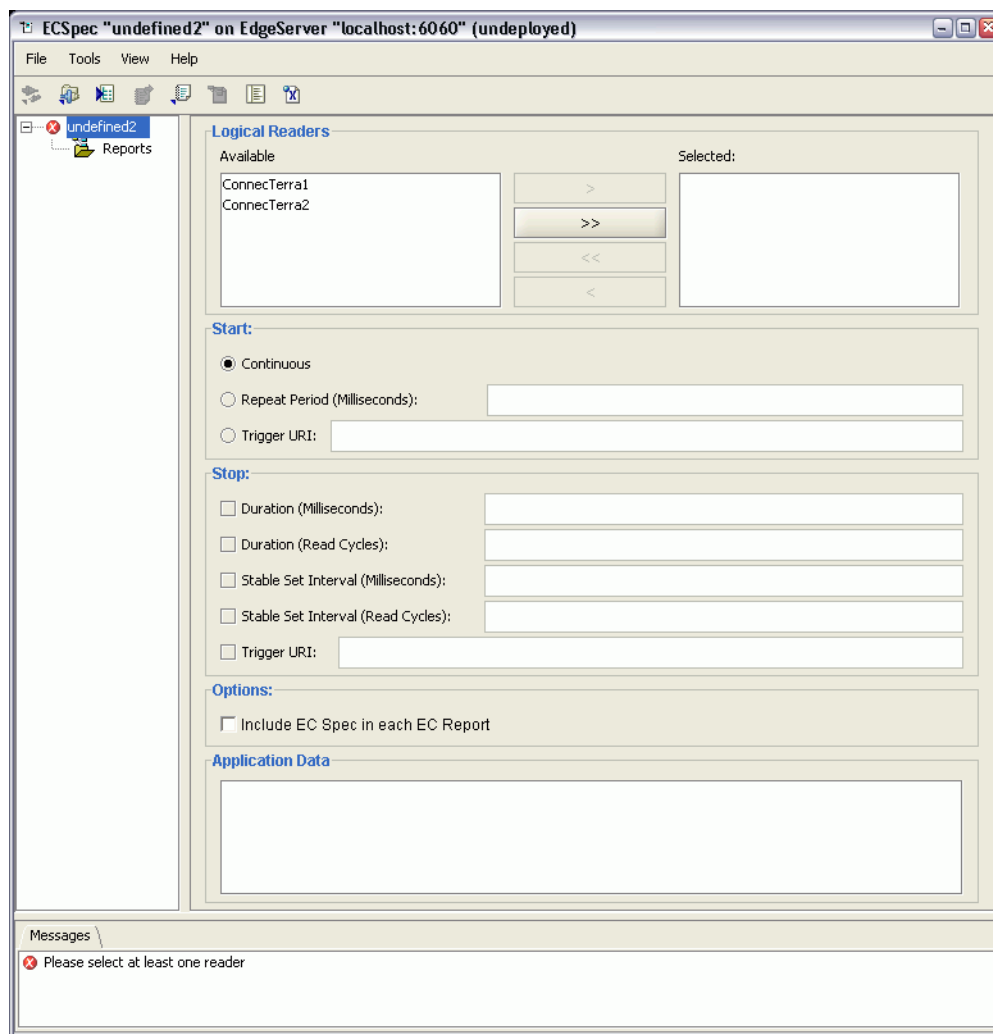 ECSpec "undefined2" on EdgeServer "localhost:6060" (undeployed)
File Tools View Help
undefined2
Reports
Logical Readers
Available
Selected:
ConnecTerra1
ConnecTerra2
>
>>
<<
<
Start:
Continuous
Repeat Period (Milliseconds):
Trigger URI:
Stop:
Duration (Milliseconds):
Duration (Read Cycles):
Stable Set Interval (Milliseconds):
Stable Set Interval (Read Cycles):
Trigger URI:
Options:
Include EC Spec in each EC Report
Application Data
Messages
Please select at least one reader